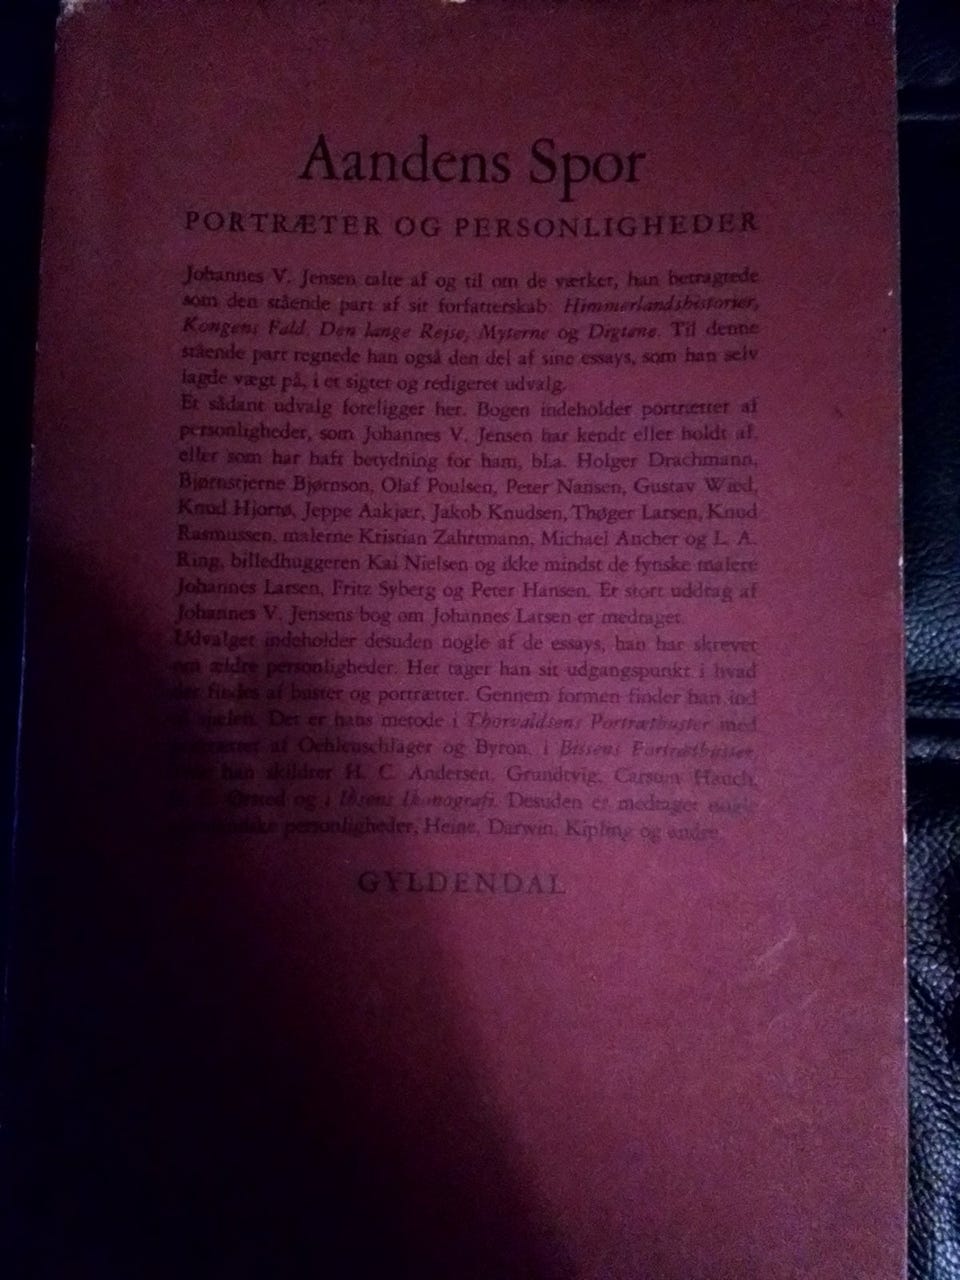 Aandens Spor
PORTRÆTER OG PERSONLIGHEDER
Johannes V. Jensen talte af og til om de værker, han betragtede
som den stående part af sit forfatterskab: Himmerlandshistorier,
Kongens Fald, Den lange Rejse, Myterne og Digtene. Til denne
stående part regnede han også den del af sine essays, som han selv
lagde vægt på, i et sigtet og redigeret udvalg.
Et sådant udvalg foreligger her. Bogen indeholder portrætter af
personligheder, som Johannes V. Jensen har kendt eller holdt af,
eller som har haft betydning for ham, bl.a. Holger Drachmann,
Bjørnstjerne Bjørnson, Olaf Poulsen, Peter Nansen, Gustav Wied,
Knud Hjortø, Jeppe Aakjær, Jakob Knudsen, Thøger Larsen, Knud
Rasmussen, malerne Kristian Zahrtmann, Michael Ancher og L. A.
Ring, billedhuggeren Kai Nielsen og ikke mindst de fynske malere
Johannes Larsen, Fritz Syberg og Peter Hansen. Et stort uddrag af
Johannes V. Jensens bog om Johannes Larsen er medtaget.
Udvalget indeholder desuden nogle af de essays, han har skrevet
om ældre personligheder. Her tager han sit udgangspunkt i hvad
der findes af buster og portrætter. Gennem formen finder han ind
sjælen. Det er hans metode i Thorvaldsens Portrætbuster med
af Oehlenschläger og Byron, i Bissens Portrætbuster,
han skildrer H. C. Andersen, Grundtvig, Carsten Hauch,
Ørsted og i Ibsens Ikonografi. Desuden er medtaget nogle
personligheder, Heine, Darwin, Kipling og andre.
GYLDENDAL